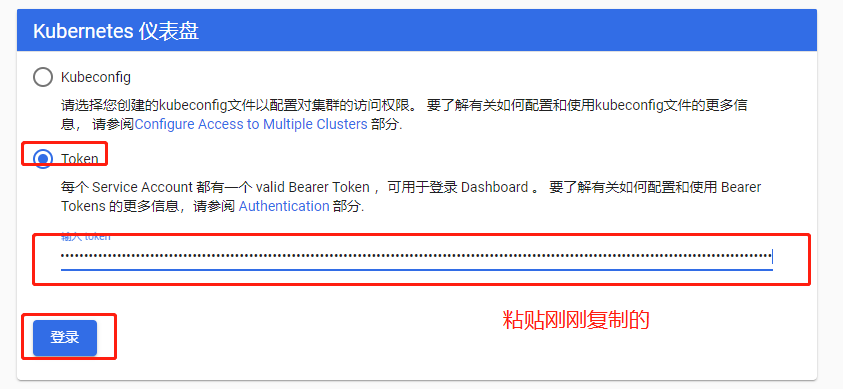 Kubernetes 仪表盘
Kubeconfig
请选择您创建的kubeconfig文件以配置对集群的访问权限。 要了解有关如何配置和使用kubeconfig文件的更多信
息， 请参阅Configure Access to Multiple Clusters 部分.
Token
每个 Service Account 都有一个 valid Bearer Token ，可用于登录 Dashboard 。 要了解有关如何配置和使用 Bearer
Tokens 的更多信息，请参阅 Authentication 部分.
输入 token
粘贴刚刚复制的
登录